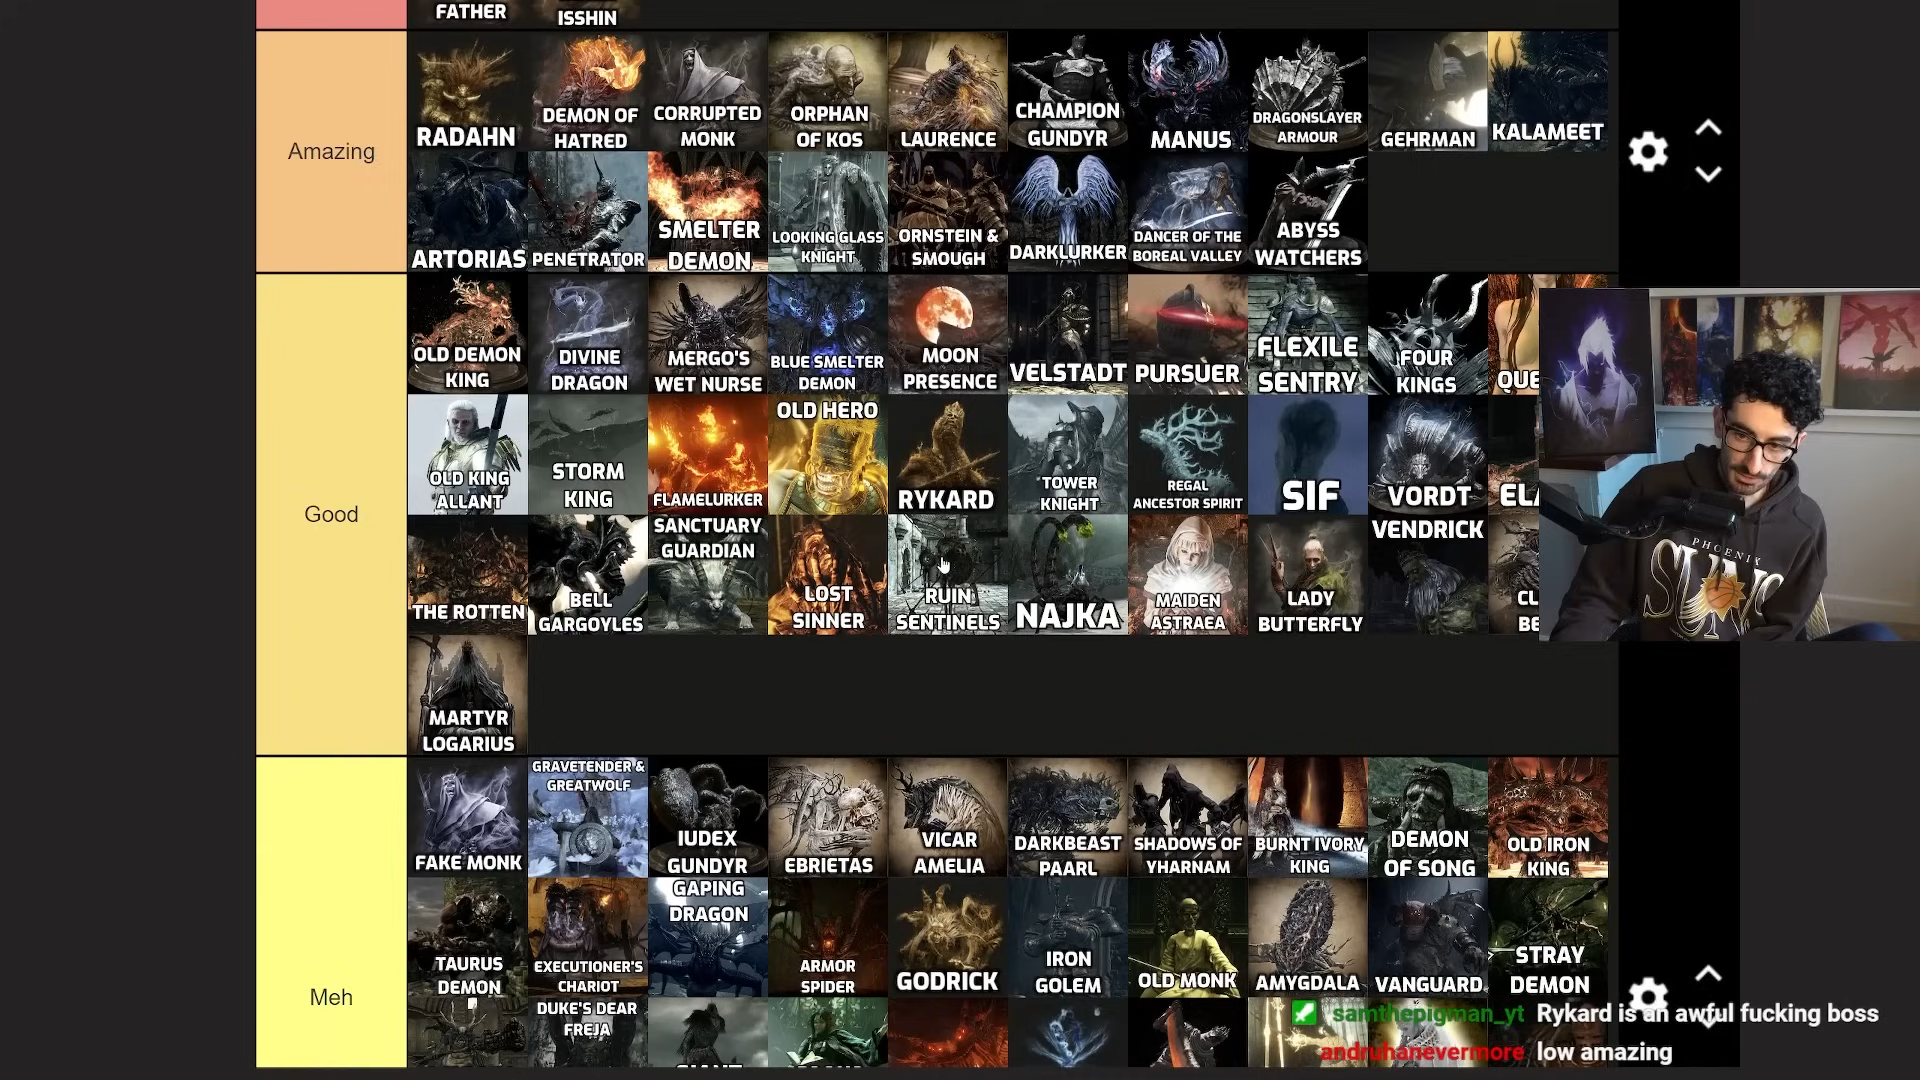 FATHER
ISSHIN
Amazing
RADAHN
DEMON OF
HATRED
CORRUPTED
MONK
ORPHAN
OF KOS
LAURENCE
CHAMPION
GUNDYR
MANUS
DRAGONSLAYER
ARMOUR
GEHRMAN
KALAMEET
ARTORIAS
PENETRATOR
SMELTER
DEMON
LOOKING GLASS
KNIGHT
ORNSTEIN &
SMOUGH
DARKLURKER
DANCER OF THE
BOREAL VALLEY
ABYSS
WATCHERS
Good
OLD DEMON
KING
DIVINE
DRAGON
MERGO'S
WET NURSE
BLUE SMELTER
DEMON
MOON
PRESENCE
VELSTADT
PURSUER
FLEXILE
SENTRY
FOUR
KINGS
QUE
OLD KING
ALLANT
STORM
KING
FLAMELURKER
OLD HERO
RYKARD
TOWER
KNIGHT
REGAL
ANCESTOR SPIRIT
SIF
VORDT
ELA
THE ROTTEN
BELL
GARGOYLES
SANCTUARY
GUARDIAN
LOST
SINNER
RUIN
SENTINELS
NAJKA
MAIDEN
ASTRAEA
LADY
BUTTERFLY
VENDRICK
CL
BE
MARTYR
LOGARIUS
PHOENIX
SUNS
Meh
FAKE MONK
GRAVETENDER &
GREATWOLF
IUDEX
GUNDYR
EBRIETAS
VICAR
AMELIA
DARKBEAST
PAARL
SHADOWS OF
YHARNAM
BURNT IVORY
KING
DEMON
OF SONG
OLD IRON
KING
TAURUS
DEMON
EXECUTIONER'S
CHARIOT
GAPING
DRAGON
ARMOR
SPIDER
GODRICK
IRON
GOLEM
OLD MONK
AMYGDALA
VANGUARD
STRAY
DEMON
DUKE'S DEAR
FREJA
samthepigman_yt Rykard is an awful fucking boss
andruhanevermore low amazing